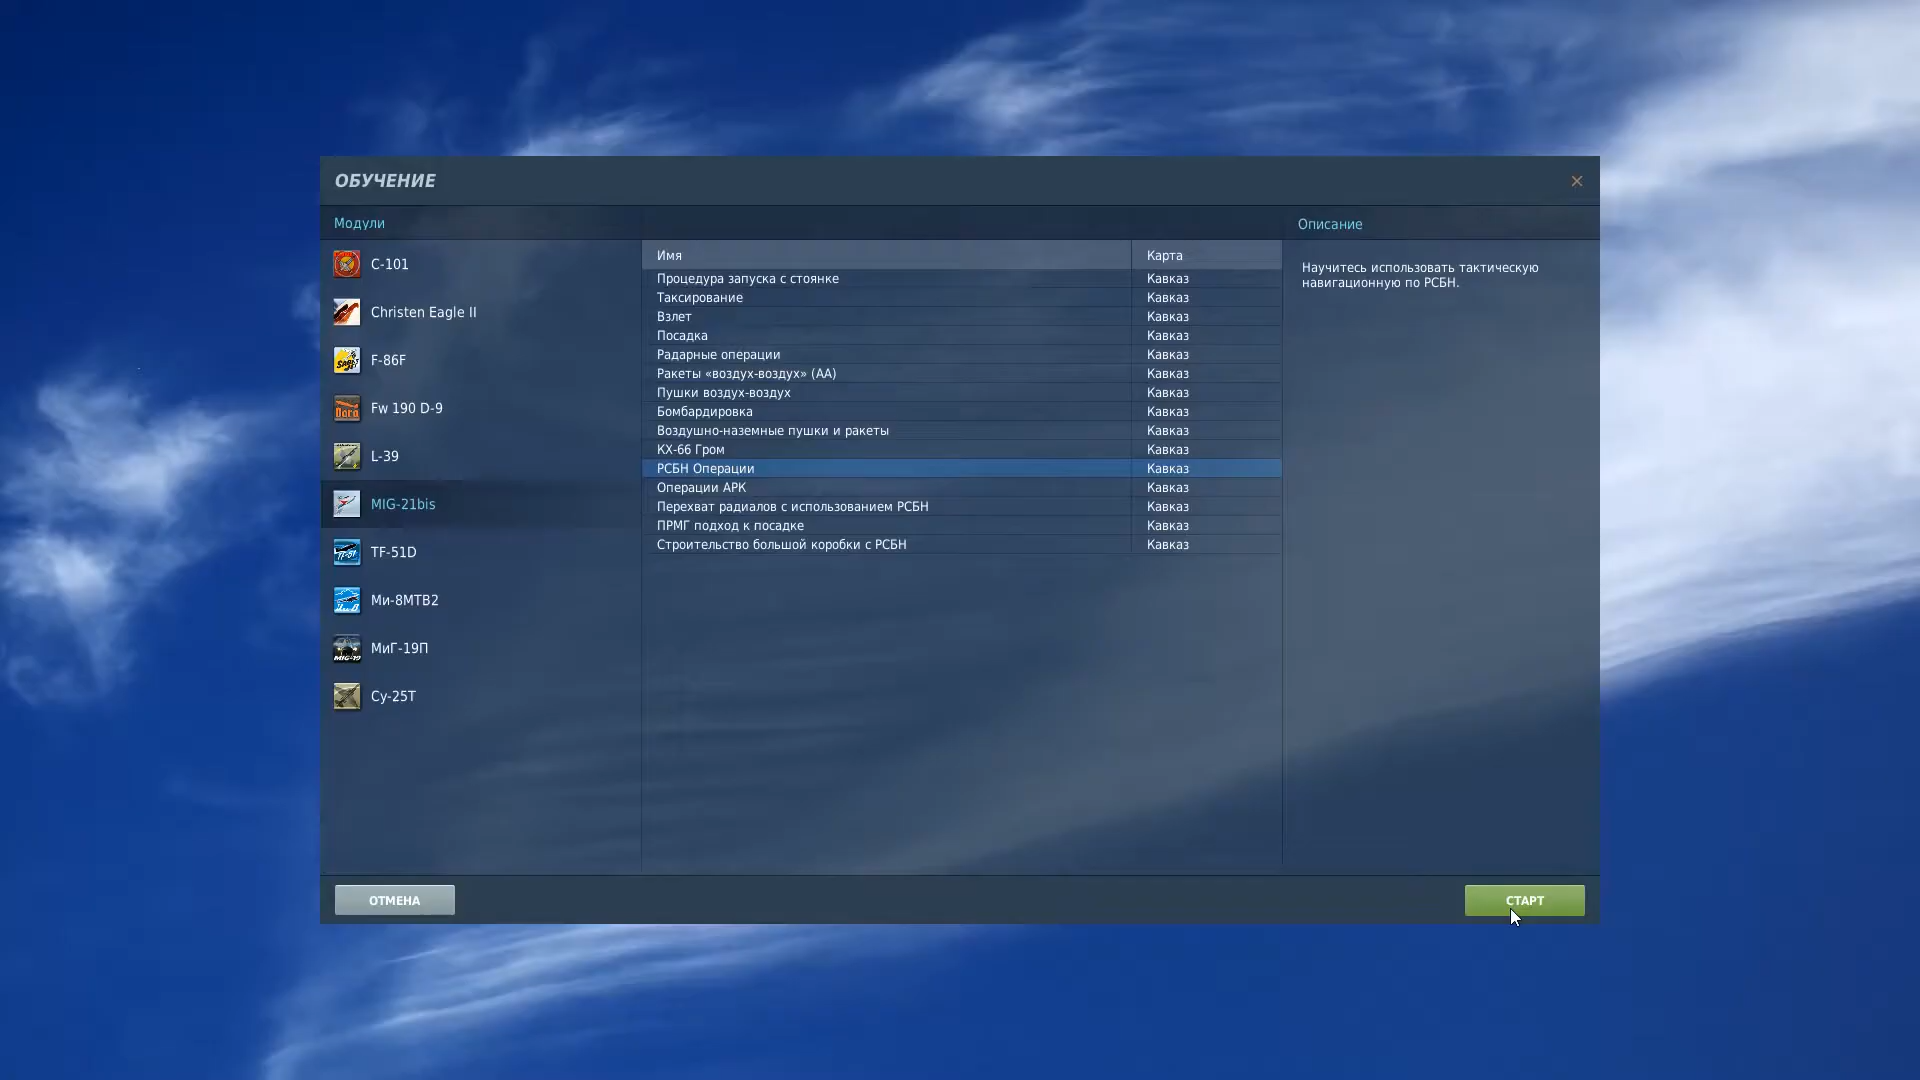 ОБУЧЕНИЕ
Модули
Описание
C-101
Christen Eagle II
F-86F
Fw 190 D-9
L-39
MIG-21bis
TF-51D
Ми-8МТВ2
МиГ-19П
Су-25Т
Имя Карта
Процедура запуска с стоянке Кавказ
Таксирование Кавказ
Взлет Кавказ
Посадка Кавказ
Радарные операции Кавказ
Ракеты «воздух-воздух» (AA) Кавказ
Пушки воздух-воздух Кавказ
Бомбардировка Кавказ
Воздушно-наземные пушки и ракеты Кавказ
КХ-66 Гром Кавказ
РСБН Операции Кавказ
Операции АРК Кавказ
Перехват радиалов с использованием РСБН Кавказ
ПРМГ подход к посадке Кавказ
Строительство большой коробки с РСБН Кавказ
Научитесь использовать тактическую
навигационную по РСБН.
ОТМЕНА
СТАРТ